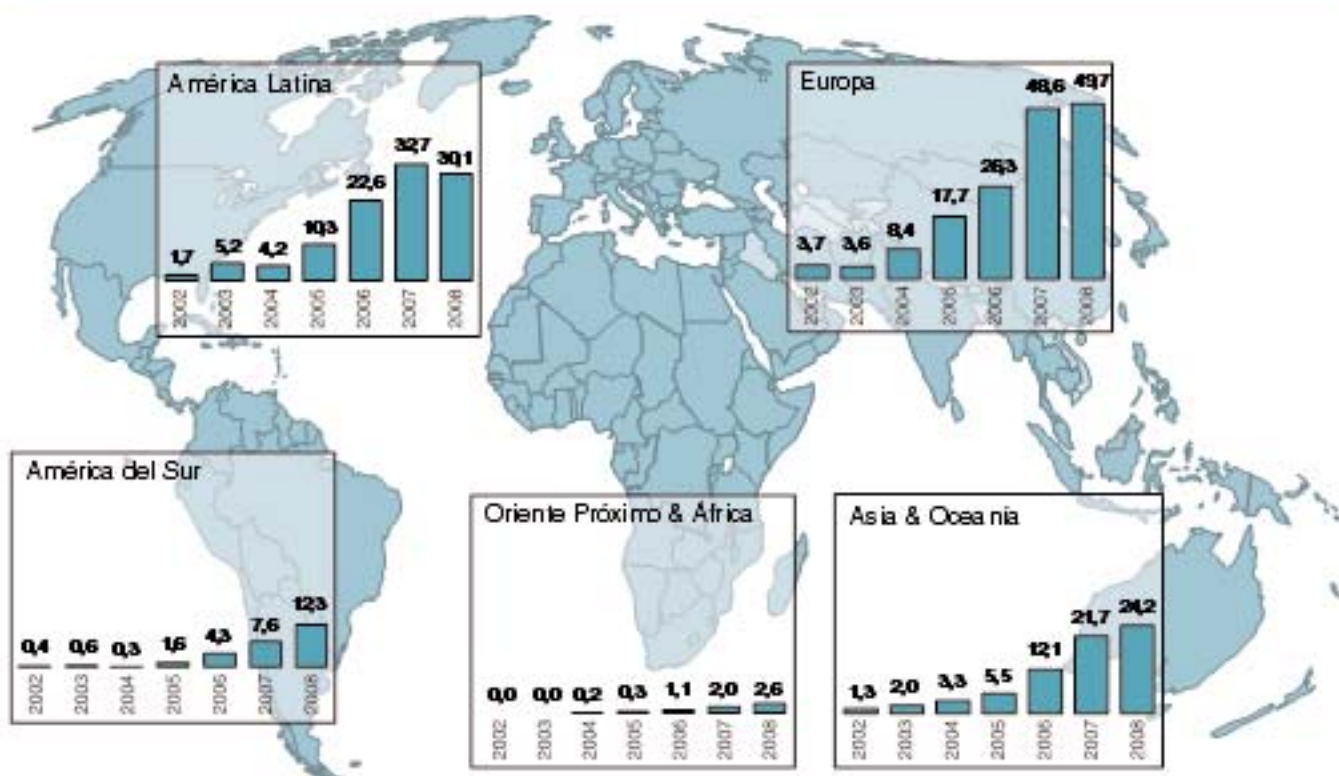 América Latina
1,7 5,2 4,2 10,3 22,6 32,7 30,1
2002 2003 2004 2005 2006 2007 2008
Europa
3,7 3,6 8,4 17,7 26,3 48,6 49,7
2002 2003 2004 2005 2006 2007 2008
América del Sur
0,4 0,6 0,3 1,6 4,3 7,6 12,3
2002 2003 2004 2005 2006 2007 2008
Oriente Próximo & África
0,0 0,0 0,2 0,3 1,1 2,0 2,6
2002 2003 2004 2005 2006 2007 2008
Asia & Oceanía
1,3 2,0 3,3 5,5 12,1 21,7 24,2
2002 2003 2004 2005 2006 2007 2008